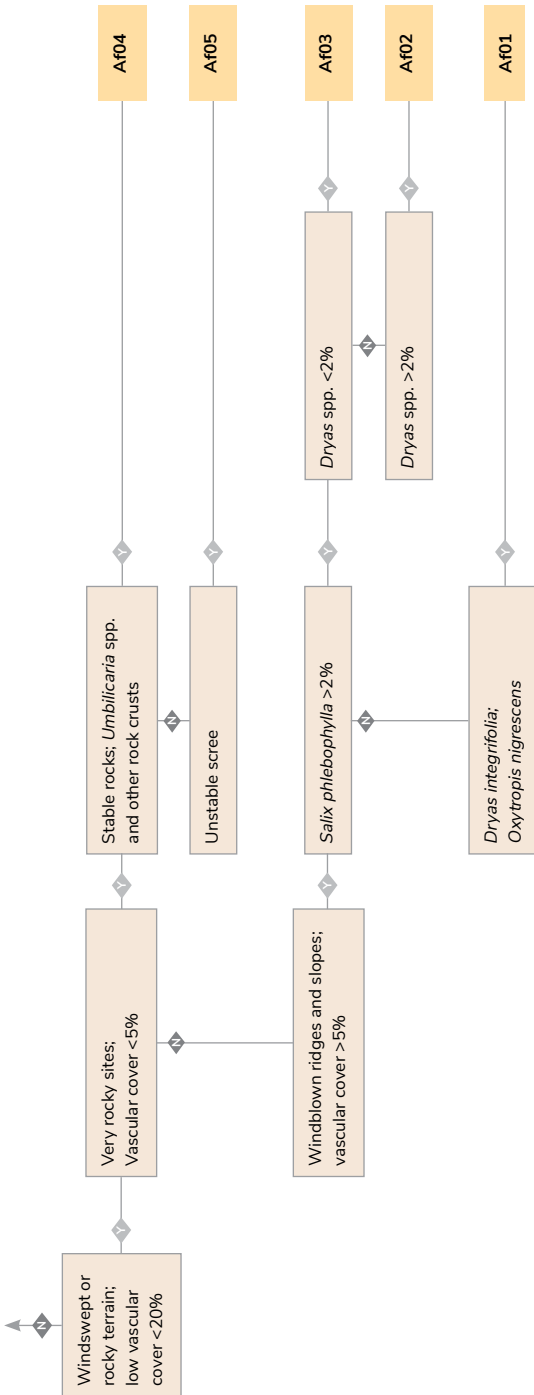 Windswept or
rocky terrain;
low vascular
cover <20%
N
Y
Very rocky sites;
Vascular cover <5%
Y
N
Stable rocks; Umbilicaria spp.
and other rock crusts
Y
Af04
N
Unstable scree
Y
Af05
Windblown ridges and slopes;
vascular cover >5%
Y
Salix phlebophylla >2%
Y
N
Dryas spp. <2%
Y
Af03
N
Dryas spp. >2%
Y
Af02
Dryas integrifolia;
Oxytropis nigrescens
Y
Af01